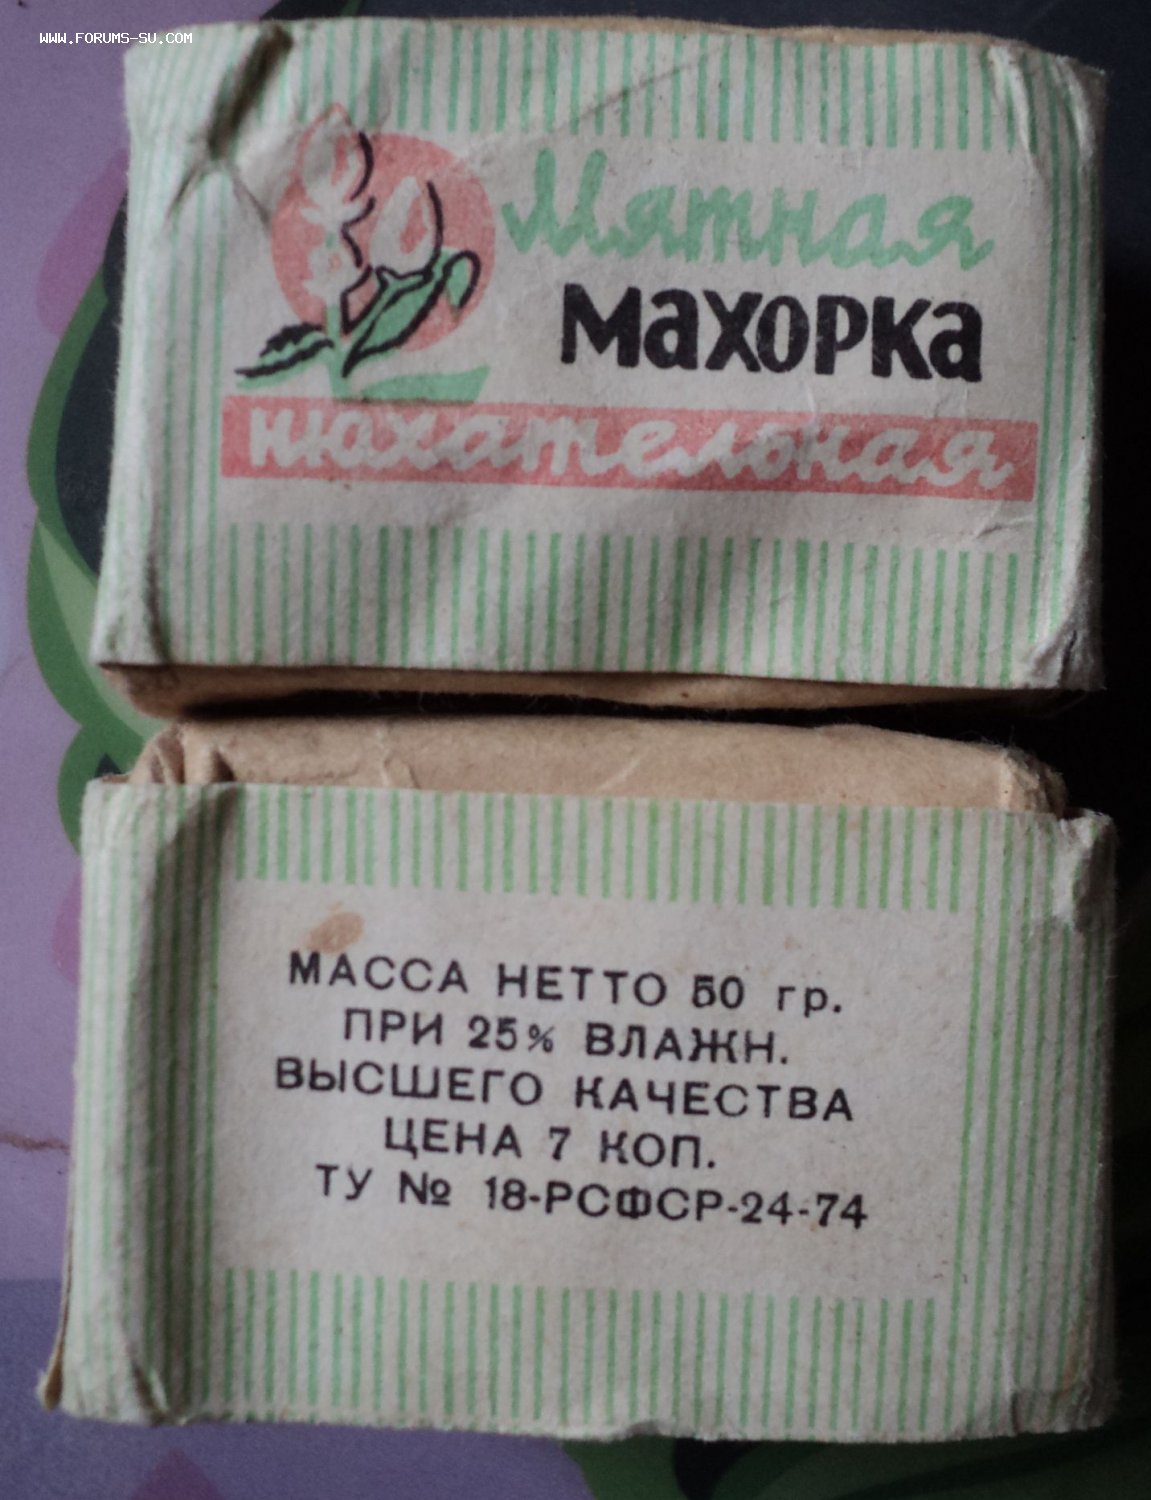 WWW.FORUMS-SU.COM
Мятная
махорка
нюхательная
МАССА НЕТТО 50 гр.
ПРИ 25% ВЛАЖН.
ВЫСШЕГО КАЧЕСТВА
ЦЕНА 7 КОП.
ТУ № 18-РСФСР-24-74